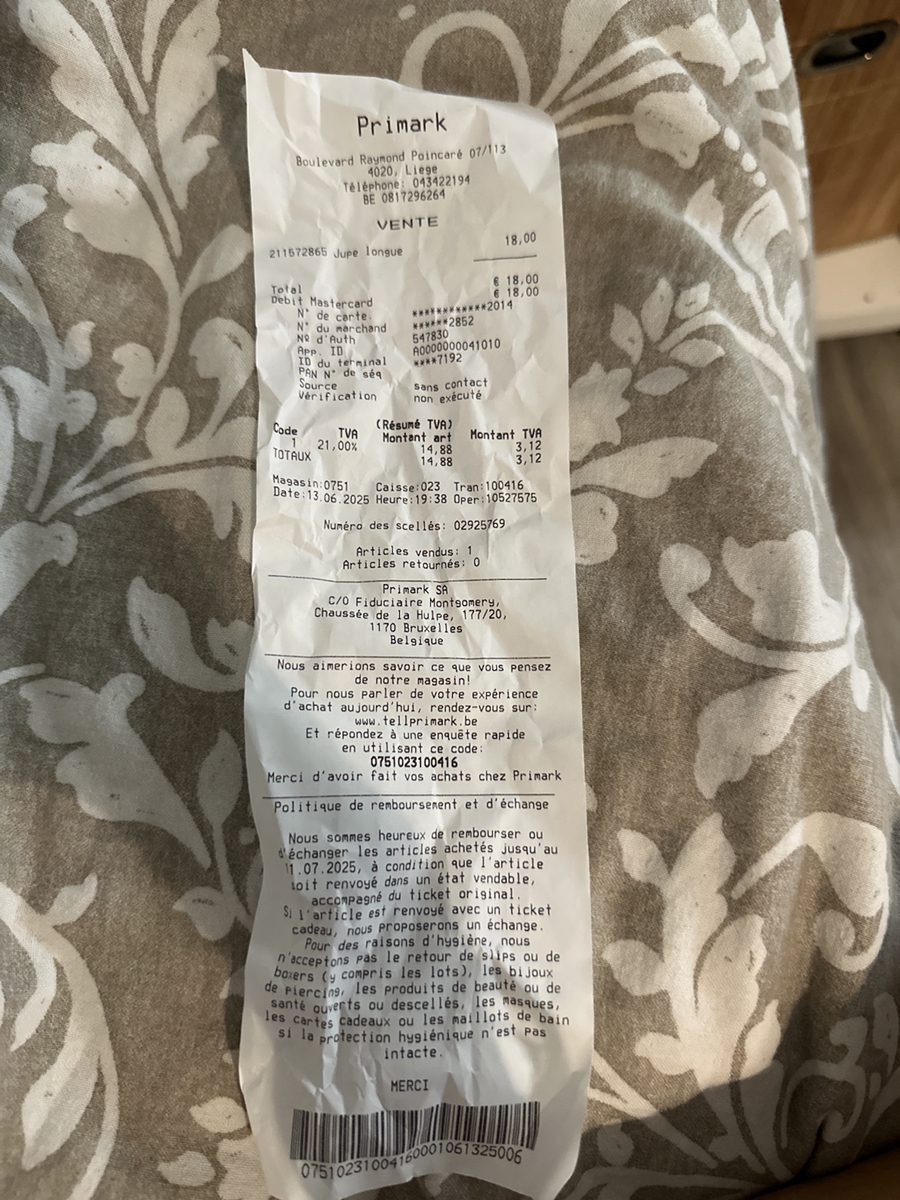 Primark
Boulevard Raymond Poincaré 07/113
4020, Liege
Téléphone: 043422194
BE 0817296264
VENTE
211572865 Jupe longue 18,00
Total € 18,00
Debit Mastercard € 18,00
N° de carte. ************2014
N° du marchand ******2852
Nº d'Auth 547830
App. ID A0000000041010
ID du terminal ****7192
PAN N° de séq
Source sans contact
Vérification non exécuté
(Résumé TVA)
Code TVA Montant art Montant TVA
1 21,00% 14,88 3,12
TOTAUX 14,88 3,12
Magasin:0751 Caisse:023 Tran:100416
Date:13.06.2025 Heure:19:38 Oper:10527575
Numéro des scellés: 02925769
Articles vendus: 1
Articles retournés: 0
Primark SA
C/O Fiduciaire Montgomery,
Chaussée de la Hulpe, 177/20,
1170 Bruxelles
Belgique
Nous aimerions savoir ce que vous pensez
de notre magasin!
Pour nous parler de votre expérience
d'achat aujourd'hui, rendez-vous sur:
www.tellprimark.be
Et répondez à une enquête rapide
en utilisant ce code:
0751023100416
Merci d'avoir fait vos achats chez Primark
Politique de remboursement et d'échange
Nous sommes heureux de rembourser ou
d'échanger les articles achetés jusqu'au
11.07.2025, à condition que l'article
soit renvoyé dans un état vendable,
accompagné du ticket original.
Si l'article est renvoyé avec un ticket
cadeau, nous proposerons un échange.
Pour des raisons d'hygiène, nous
n'acceptons pas le retour de slips ou de
boxers (y compris les lots), les bijoux
de piercing, les produits de beauté ou de
santé ouverts ou descellés, les masques,
les cartes cadeaux ou les maillots de bain
si la protection hygiénique n'est pas
intacte.
MERCI
07510231004160001061325006